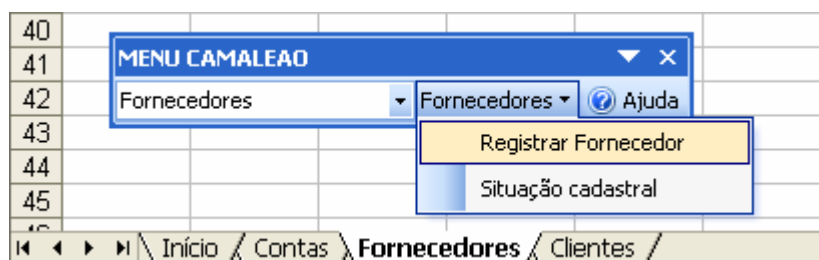 40
41 MENU CAMALEAO
42 Fornecedores Fornecedores Ajuda
43 Registrar Fornecedor
44
45 Situação cadastral
Início Contas Fornecedores Clientes